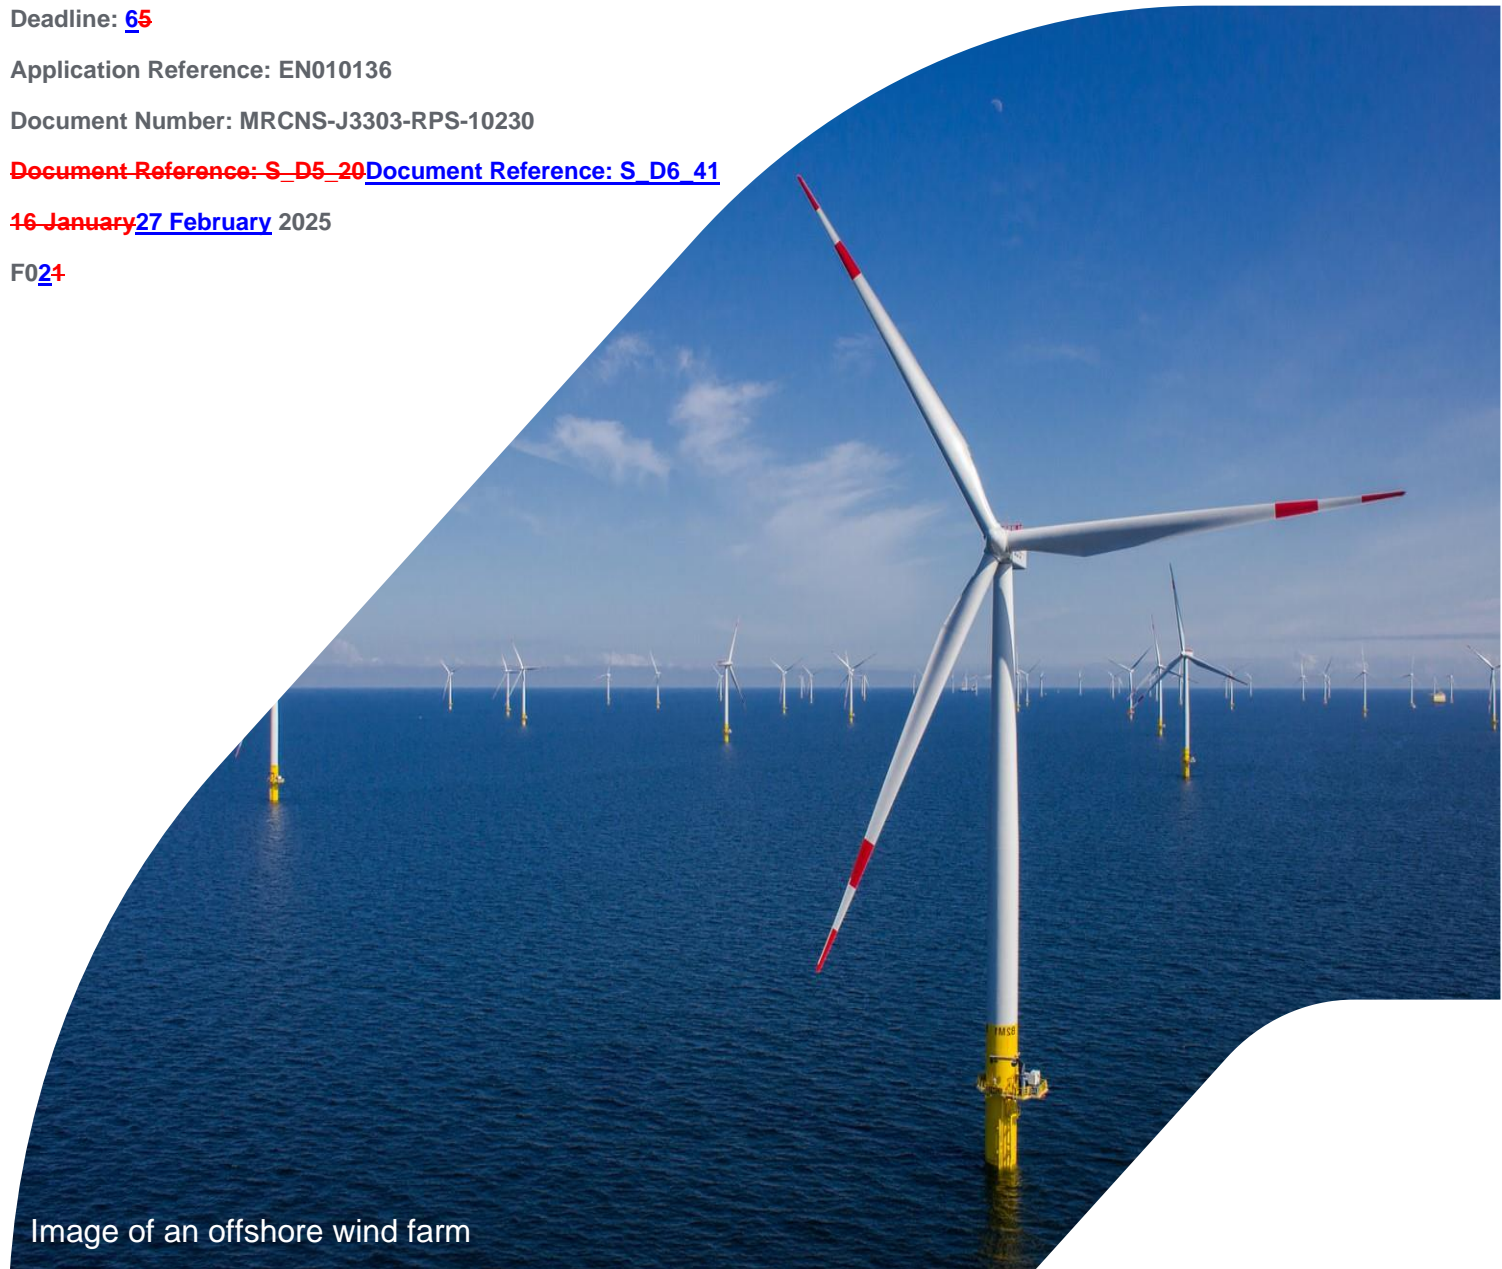 Deadline: 65
Application Reference: EN010136
Document Number: MRCNS-J3303-RPS-10230
Document Reference: S_D5_20Document Reference: S_D6_41
16 January27 February 2025
F021
Image of an offshore wind farm